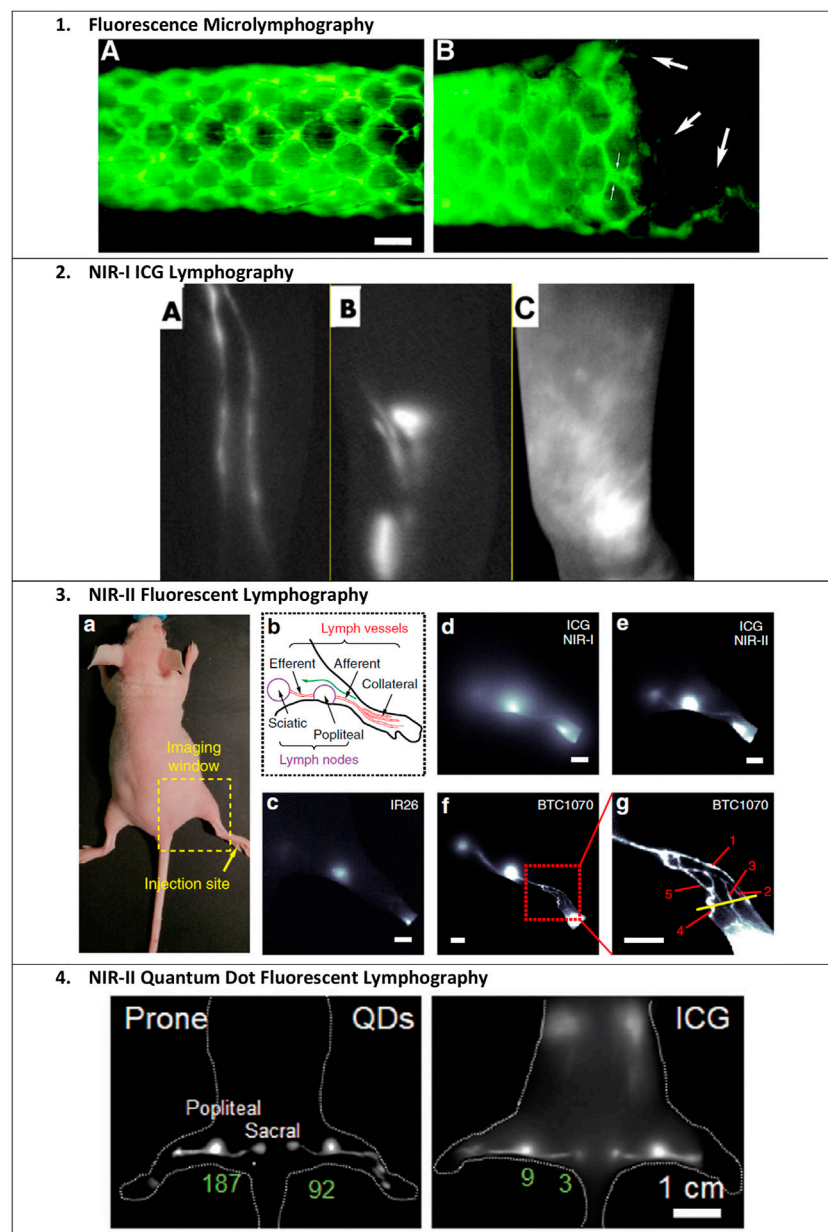 1. Fluorescence Microlymphography
A
B
2. NIR-I ICG Lymphography
A
B
C
3. NIR-II Fluorescent Lymphography
a
Imaging
window
Injection site
b
Lymph vessels
Efferent
Afferent
Collateral
Sciatic
Popliteal
Lymph nodes
d
ICG
NIR-I
e
ICG
NIR-II
c
IR26
f
BTC1070
g
BTC1070
1
3
2
5
4
4. NIR-II Quantum Dot Fluorescent Lymphography
Prone
QDs
Popliteal
Sacral
187
92
ICG
9
3
1 cm